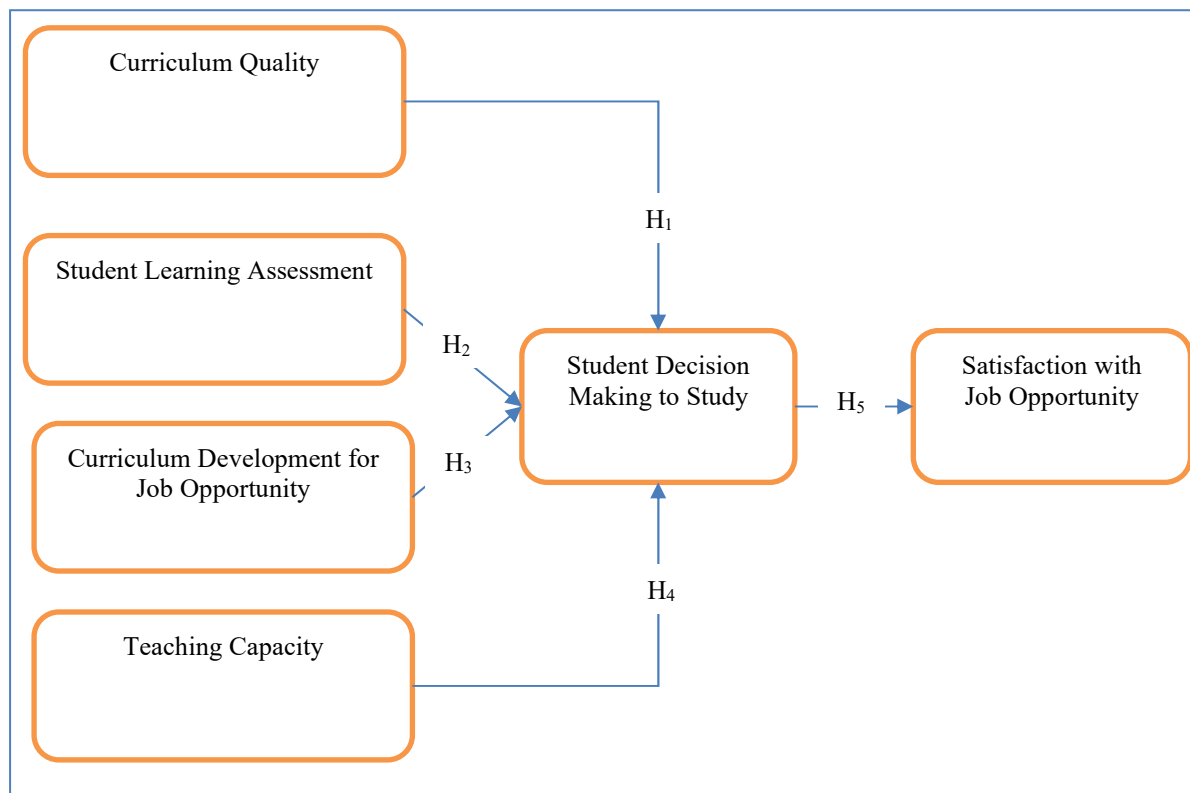 Curriculum Quality
H₁
Student Learning Assessment
H₂
Student Decision
Making to Study
H₅
Satisfaction with
Job Opportunity
Curriculum Development for
Job Opportunity
H₃
H₄
Teaching Capacity